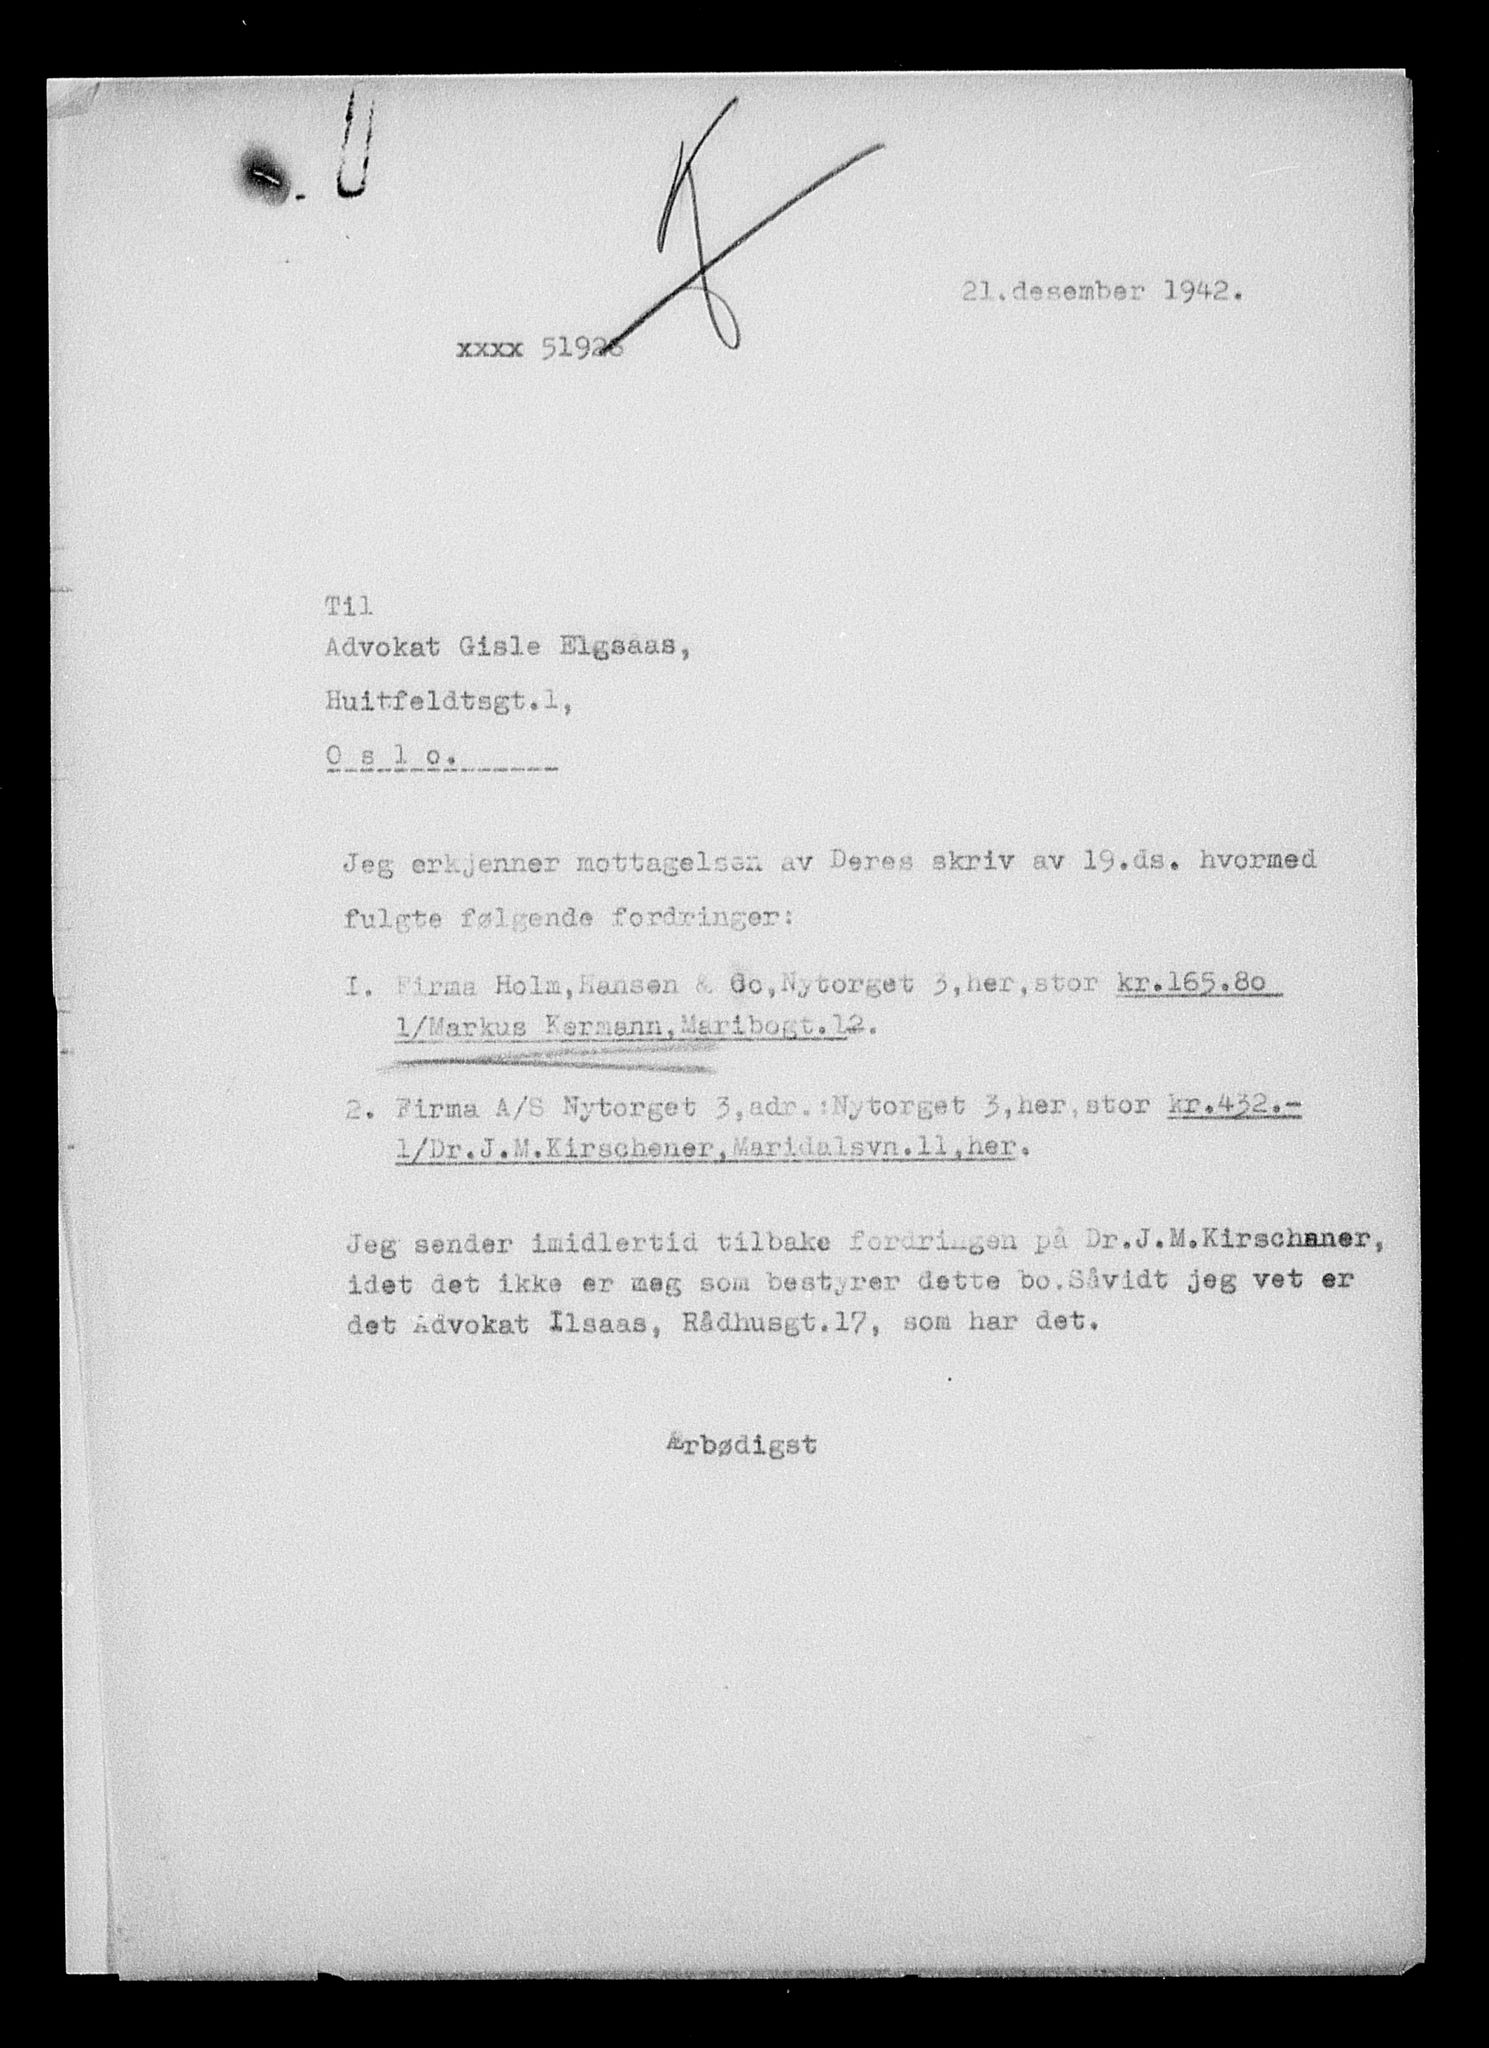 21.desember 1942.
xxxx 51928
Til
Advokat Gisle Elgsaas,
Huitfeldtsgt.1,
O s l o.
Jeg erkjenner mottagelsen av Deres skriv av 19.ds. hvormed
fulgte følgende fordringer:
1. Firma Holm,Hansen & Co,Nytorget 3,her,stor kr.165.80
1/Markus Kermann,Maribogt.12.
2. Firma A/S Nytorget 3,adr.:Nytorget 3,her,stor kr.432.-
1/Dr.J.M.Kirschener,Maridalsvn.11,her.
Jeg sender imidlertid tilbake fordringen på Dr.J.M.Kirschaner,
idet det ikke er meg som bestyrer dette bo.Såvidt jeg vet er
det Advokat Ilsaas, Rådhusgt.17, som har det.
Ærbødigst